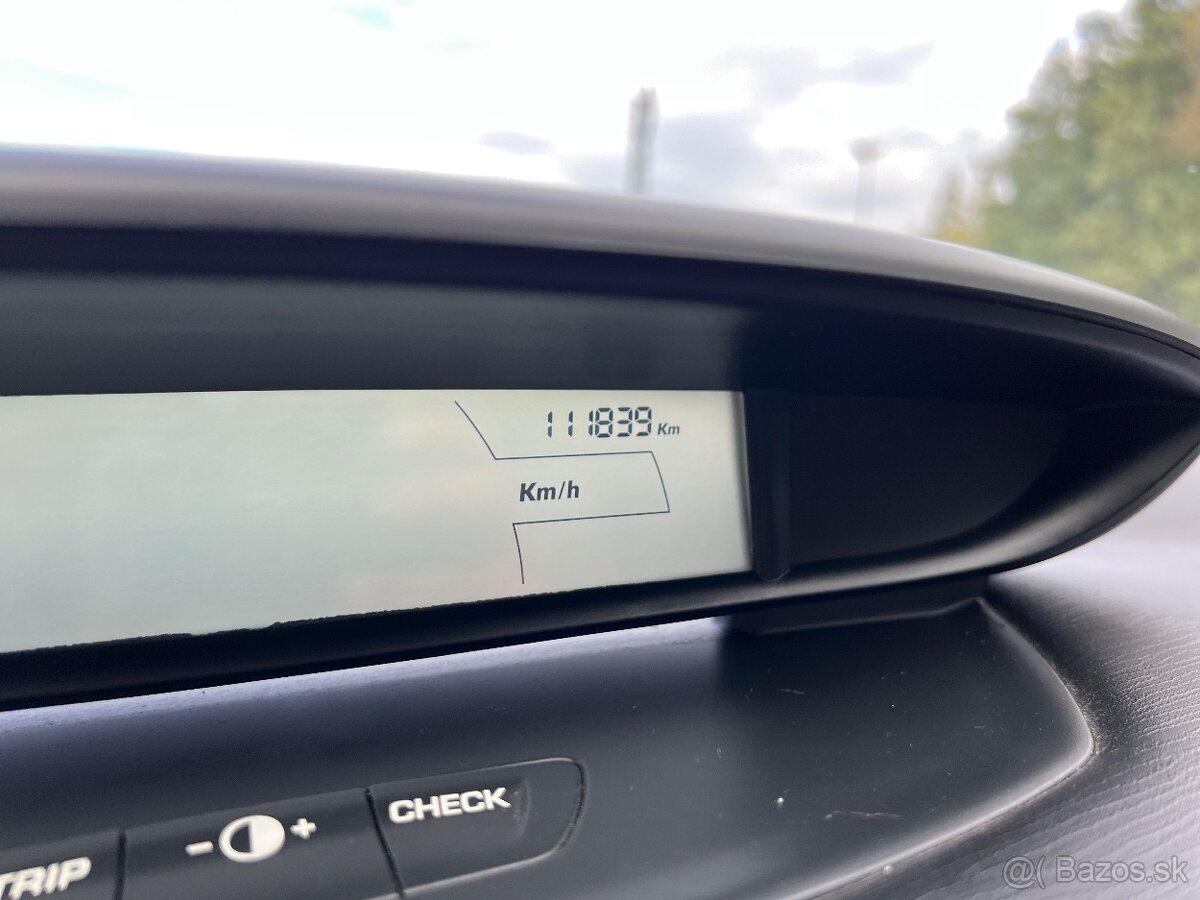 111839 Km
Km/h
CHECK
- +
TRIP
@( Bazos.sk